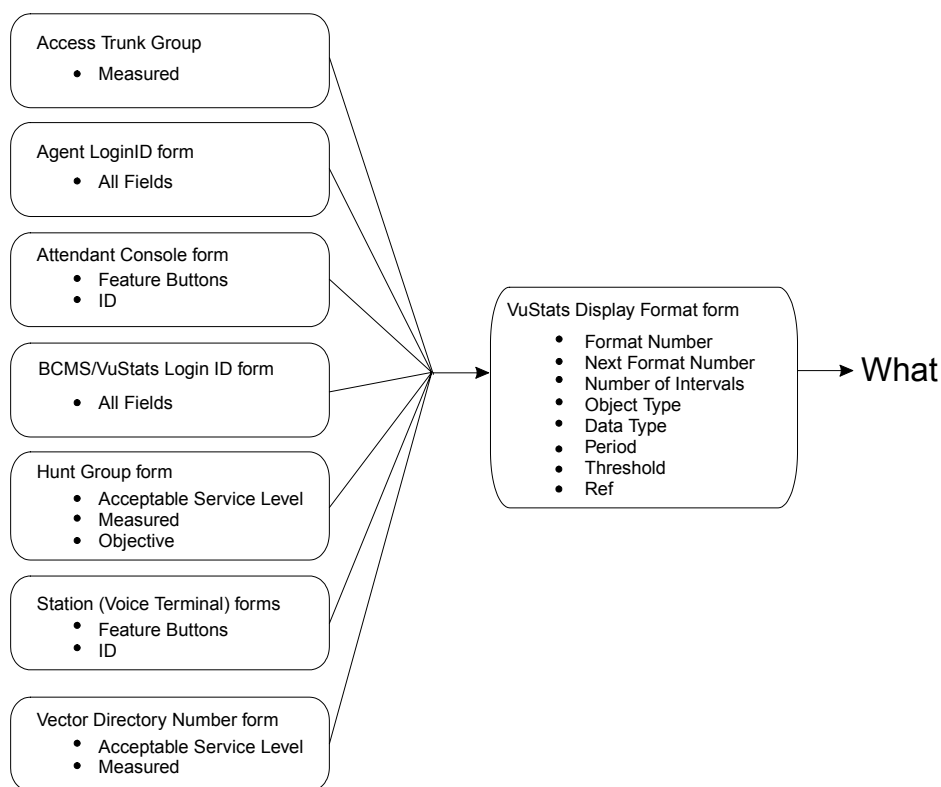 Access Trunk Group
• Measured
Agent LoginID form
• All Fields
Attendant Console form
• Feature Buttons
• ID
BCMS/VuStats Login ID form
• All Fields
Hunt Group form
• Acceptable Service Level
• Measured
• Objective
Station (Voice Terminal) forms
• Feature Buttons
• ID
Vector Directory Number form
• Acceptable Service Level
• Measured
VuStats Display Format form
• Format Number
• Next Format Number
• Number of Intervals
• Object Type
• Data Type
• Period
• Threshold
• Ref
What